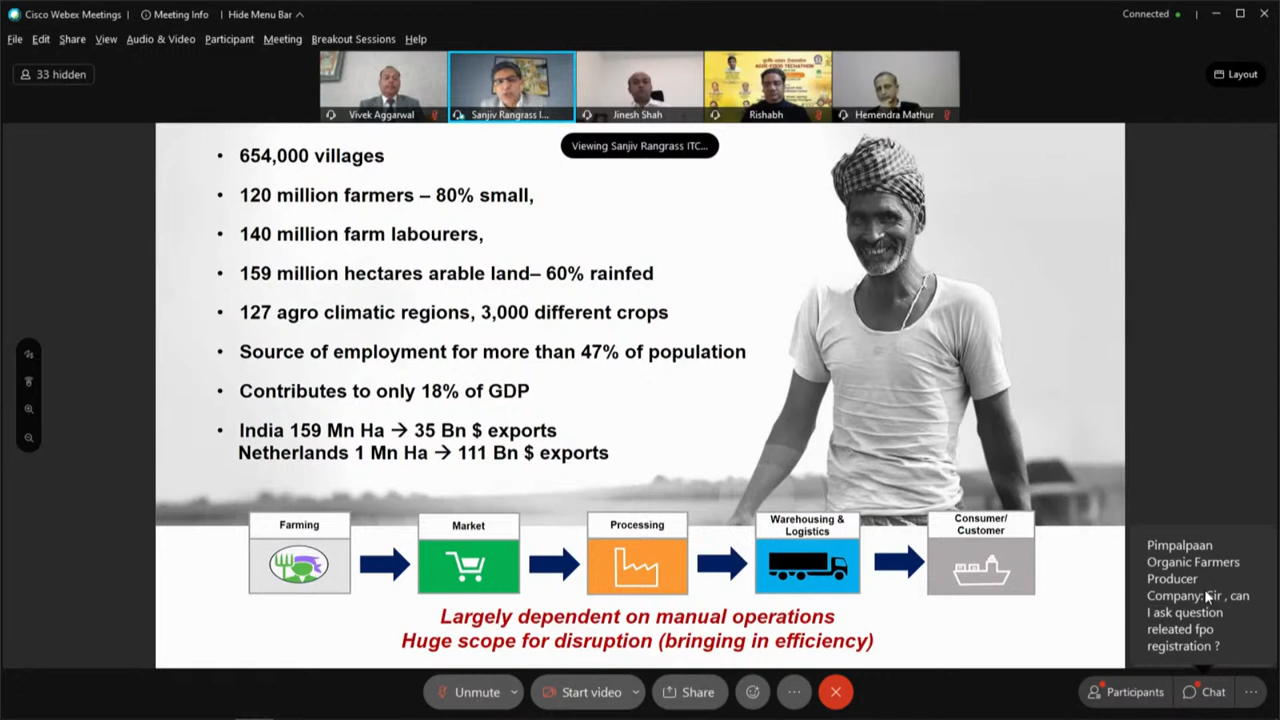 Cisco Webex Meetings
Meeting Info
Hide Menu Bar
Connected
File Edit Share View Audio & Video Participant Meeting Breakout Sessions Help
33 hidden
Layout
Vivek Aggarwal
Sanjiv Rangrass I...
Jinesh Shah
Rishabh
Hemendra Mathur
AGRI-FOOD TECHATHON
Viewing Sanjiv Rangrass ITC...
• 654,000 villages
• 120 million farmers – 80% small,
• 140 million farm labourers,
• 159 million hectares arable land– 60% rainfed
• 127 agro climatic regions, 3,000 different crops
• Source of employment for more than 47% of population
• Contributes to only 18% of GDP
• India 159 Mn Ha → 35 Bn $ exports
Netherlands 1 Mn Ha → 111 Bn $ exports
Farming
Market
Processing
Warehousing &
Logistics
Consumer/
Customer
Largely dependent on manual operations
Huge scope for disruption (bringing in efficiency)
Pimpalpaan
Organic Farmers
Producer
Company: Sir , can
I ask question
releated fpo
registration ?
Unmute
Start video
Share
Participants
Chat